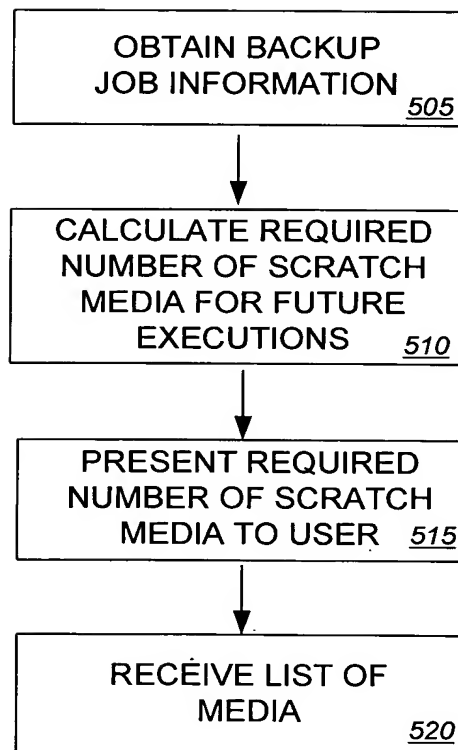 OBTAIN BACKUP
JOB INFORMATION
505
CALCULATE REQUIRED
NUMBER OF SCRATCH
MEDIA FOR FUTURE
EXECUTIONS
510
PRESENT REQUIRED
NUMBER OF SCRATCH
MEDIA TO USER
515
RECEIVE LIST OF
MEDIA
520